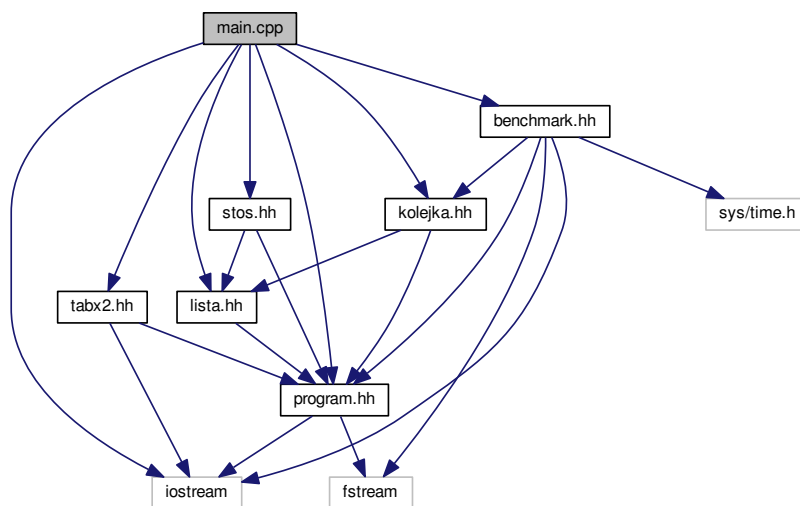 main.cpp
benchmark.hh
stos.hh
kolejka.hh
sys/time.h
tabx2.hh
lista.hh
program.hh
iostream
fstream